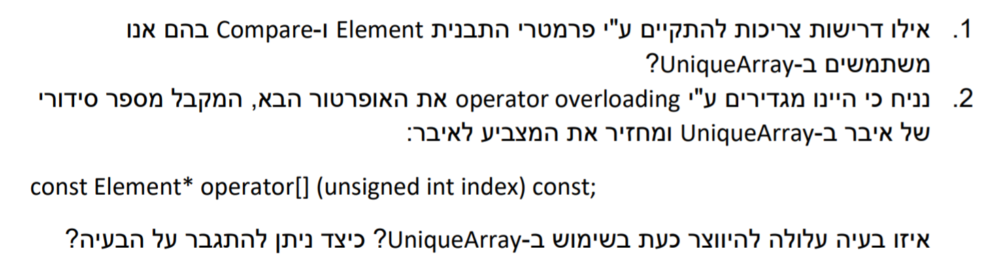 1. אילו דרישות צריכות להתקיים ע"י פרמטרי התבנית Element ו-Compare בהם אנו
משתמשים ב-UniqueArray?
2. נניח כי היינו מגדירים ע"י operator overloading את האופרטור הבא, המקבל מספר סידורי
של איבר ב-UniqueArray ומחזיר את המצביע לאיבר:
const Element* operator[] (unsigned int index) const;
איזו בעיה עלולה להיווצר כעת בשימוש ב-UniqueArray? כיצד ניתן להתגבר על הבעיה?